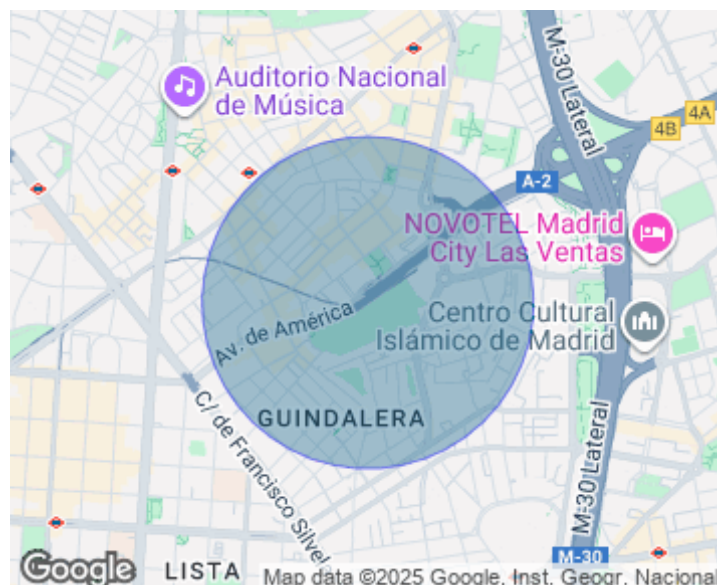 Auditorio Nacional
de Música
M-30 Lateral
4A
4B
A-2
NOVOTEL Madrid
City Las Ventas
Av. de América
Centro Cultural
Islámico de Madrid
GUINDALERA
C/ de Francisco Silvel
M-30 Lateral
M-30
LISTA
Google
Map data ©2025 Google, Inst. Geogr. Nacional